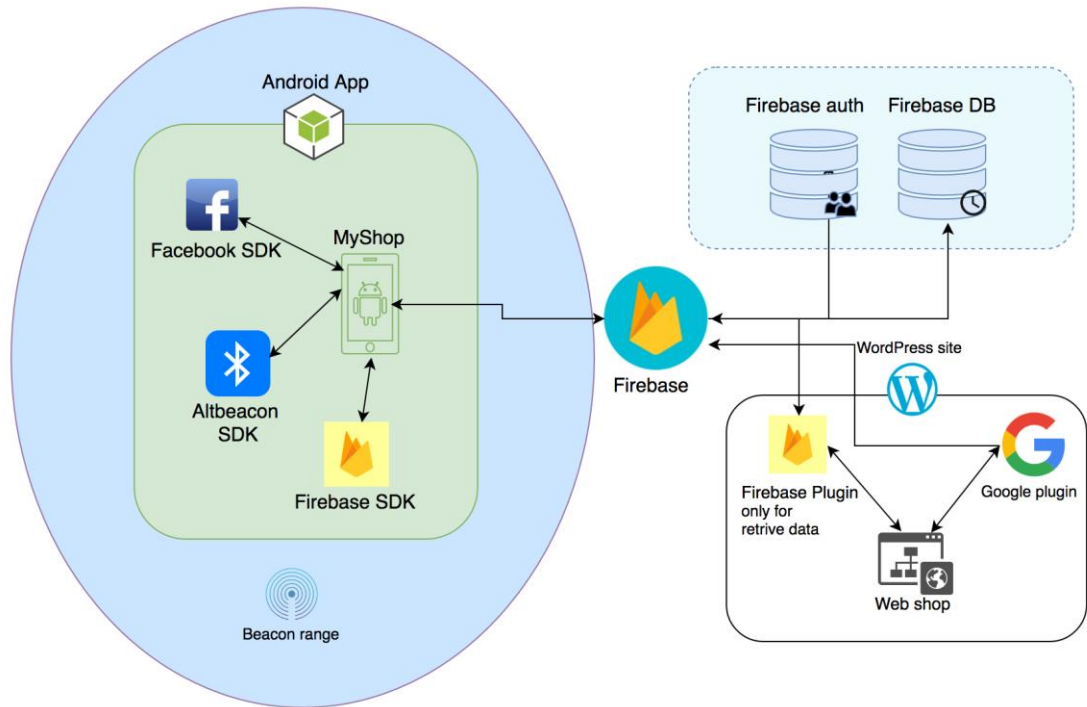 Android App
Facebook SDK
MyShop
Altbeacon
SDK
Firebase SDK
Beacon range
Firebase
Firebase auth
Firebase DB
WordPress site
Firebase Plugin
only for
retrive data
Google plugin
Web shop